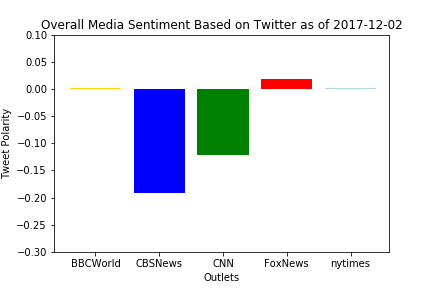 Overall Media Sentiment Based on Twitter as of 2017-12-02
0.10
0.05
0.00
−0.05
−0.10
−0.15
−0.20
−0.25
−0.30
Tweet Polarity
BBCWorld CBSNews CNN FoxNews nytimes
Outlets